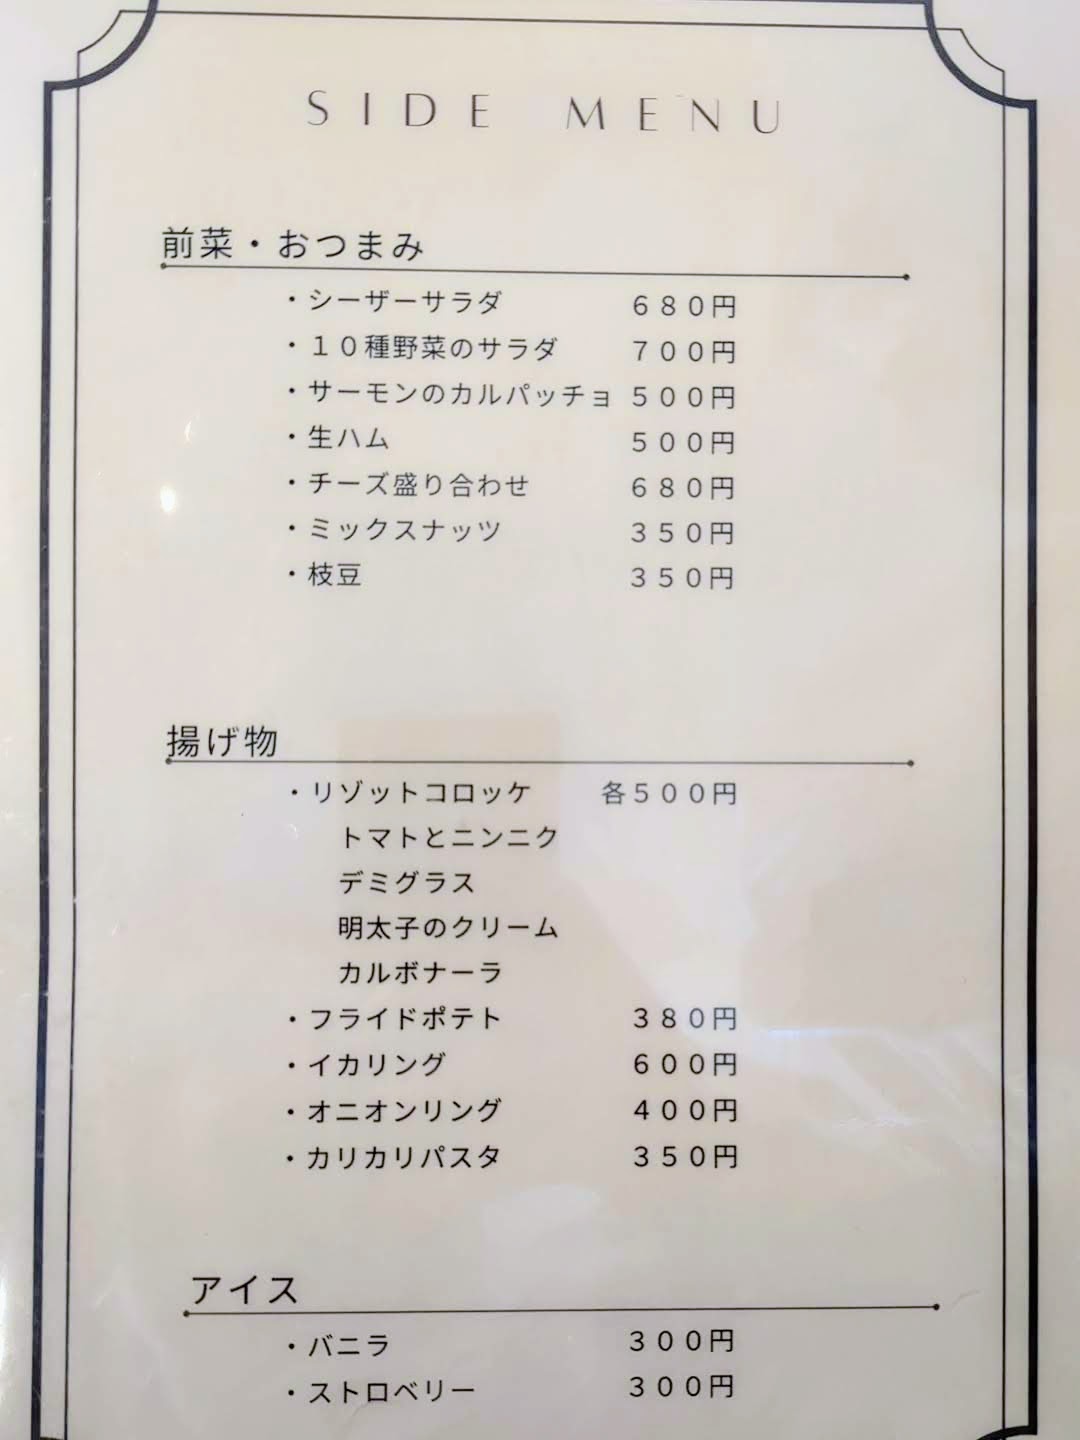 SIDE MENU
前菜・おつまみ
・シーザーサラダ ６８０円
・１０種野菜のサラダ ７００円
・サーモンのカルパッチョ ５００円
・生ハム ５００円
・チーズ盛り合わせ ６８０円
・ミックスナッツ ３５０円
・枝豆 ３５０円
揚げ物
・リゾットコロッケ 各５００円
トマトとニンニク
デミグラス
明太子のクリーム
カルボナーラ
・フライドポテト ３８０円
・イカリング ６００円
・オニオンリング ４００円
・カリカリパスタ ３５０円
アイス
・バニラ ３００円
・ストロベリー ３００円